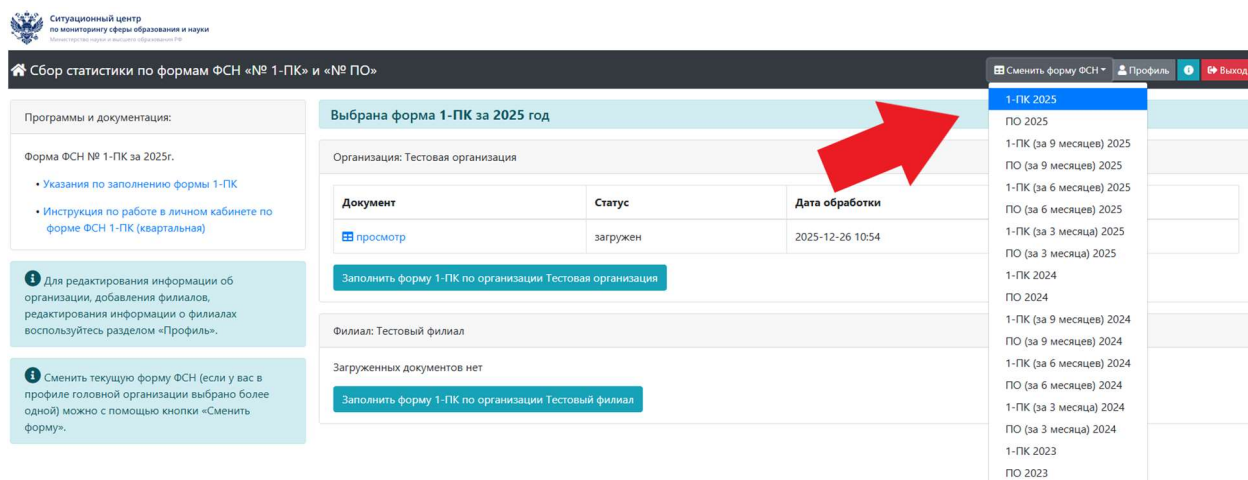 Ситуационный центр
по мониторингу сферы образования и науки
Министерство науки и высшего образования РФ
Сбор статистики по формам ФСН «№ 1-ПК» и «№ ПО»
Сменить форму ФСН
Профиль
Выход
Программы и документация:
Форма ФСН № 1-ПК за 2025г.
• Указания по заполнению формы 1-ПК
• Инструкция по работе в личном кабинете по
форме ФСН 1-ПК (квартальная)
Для редактирования информации об
организации, добавления филиалов,
редактирования информации о филиалах
воспользуйтесь разделом «Профиль».
Сменить текущую форму ФСН (если у вас в
профиле головной организации выбрано более
одной) можно с помощью кнопки «Сменить
форму».
Выбрана форма 1-ПК за 2025 год
Организация: Тестовая организация
Документ Статус Дата обработки
просмотр загружен 2025-12-26 10:54
Заполнить форму 1-ПК по организации Тестовая организация
Филиал: Тестовый филиал
Загруженных документов нет
Заполнить форму 1-ПК по организации Тестовый филиал
1-ПК 2025
ПО 2025
1-ПК (за 9 месяцев) 2025
ПО (за 9 месяцев) 2025
1-ПК (за 6 месяцев) 2025
ПО (за 6 месяцев) 2025
1-ПК (за 3 месяца) 2025
ПО (за 3 месяца) 2025
1-ПК 2024
ПО 2024
1-ПК (за 9 месяцев) 2024
ПО (за 9 месяцев) 2024
1-ПК (за 6 месяцев) 2024
ПО (за 6 месяцев) 2024
1-ПК (за 3 месяца) 2024
ПО (за 3 месяца) 2024
1-ПК 2023
ПО 2023